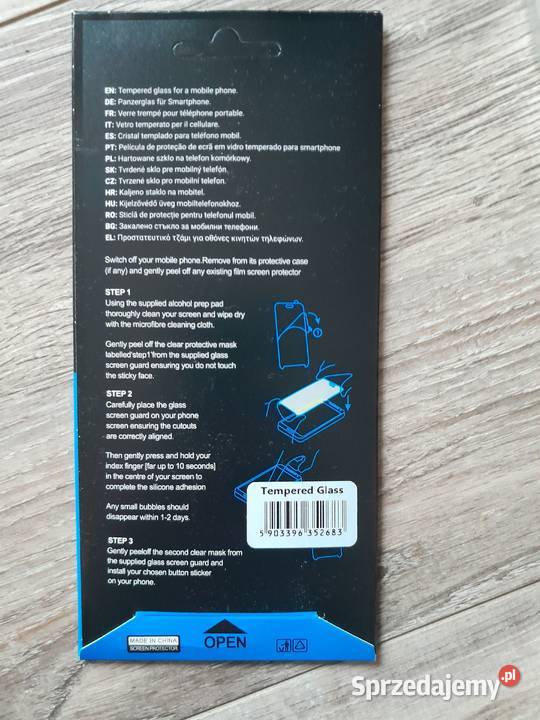 EN: Tempered glass for a mobile phone.
DE: Panzerglas für Smartphone.
FR: Verre trempé pour téléphone portable.
IT: Vetro temperato per il cellulare.
ES: Cristal templado para teléfono mobil.
PT: Película de proteção de ecrã em vidro temperado para smartphone
PL: Hartowane szkło na telefon komórkowy.
SK: Tvrdené sklo pre mobilný telefón.
CZ: Tvrzené sklo pro mobilní telefon.
HR: Kaljeno staklo na mobitel.
HU: Kijelzővédő üveg mobiltelefonokhoz.
RO: Sticlă de protecție pentru telefonul mobil.
BG: Закалено стъкло за мобилни телефони.
EL: Προστατευτικό τζάμι για οθόνες κινητών τηλεφώνων.
Switch off your mobile phone.Remove from its protective case
(if any) and gently peel off any existing film screen protector
STEP 1
Using the supplied alcohol prep pad
thoroughly clean your screen and wipe dry
with the microfibre cleaning cloth.
Gently peel off the clear protective mask
labelled'step1'from the supplied glass
screen guard ensuring you do not touch
the sticky face.
STEP 2
Carefully place the glass
screen guard on your phone
screen ensuring the cutouts
are correctly aligned.
Then gently press and hold your
index finger [far up to 10 seconds]
in the centre of your screen to
complete the silicone adhesion
Any small bubbles should
disappear within 1-2 days.
STEP 3
Gently peeloff the second clear mask from
the supplied glass screen guard and
install your chosen button sticker
on your phone.
Tempered Glass
5 903396 352683
MADE IN CHINA
SCREEN PROTECTOR
OPEN
Sprzedajemy.pl